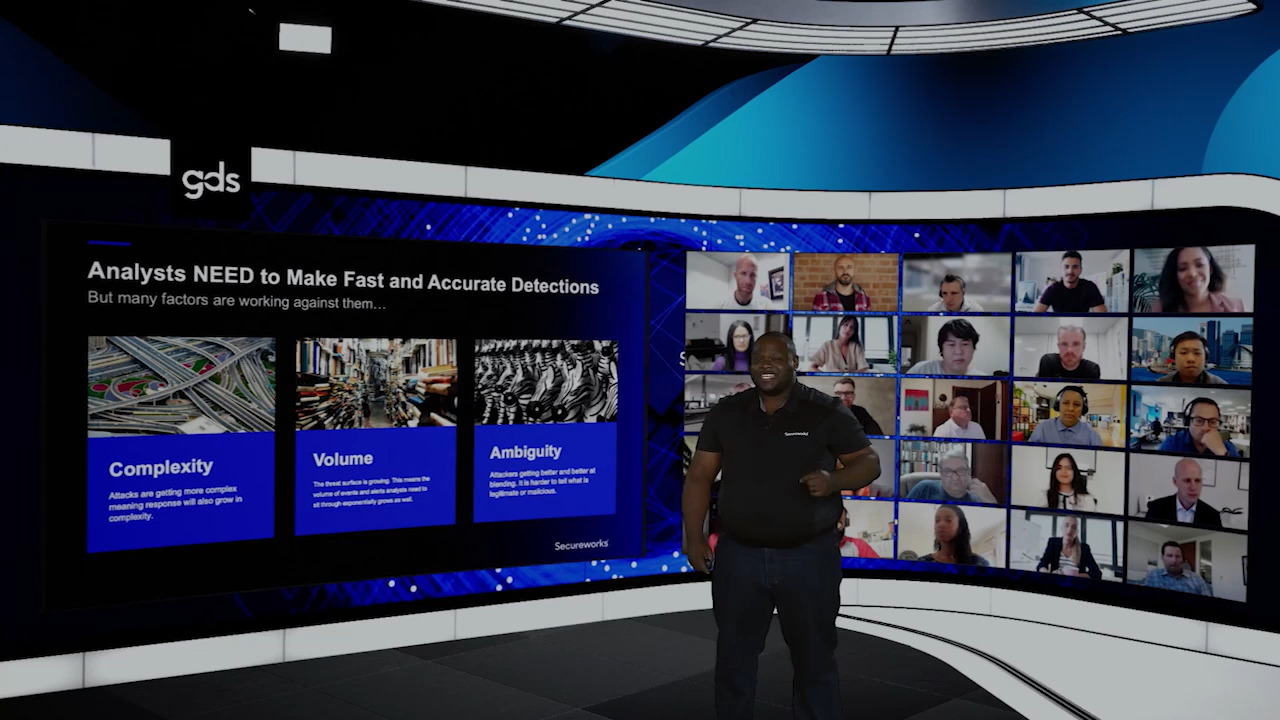 gds
Analysts NEED to Make Fast and Accurate Detections
But many factors are working against them…
Complexity
Attacks are getting more complex
meaning response will also grow in
complexity.
Volume
The threat surface is growing. This means the
volume of events and alerts analysts need to
sit through exponentially grows as well.
Ambiguity
Attackers getting better and better at
blending. It is harder to tell what is
legitimate or malicious.
Secureworks
Secureworks